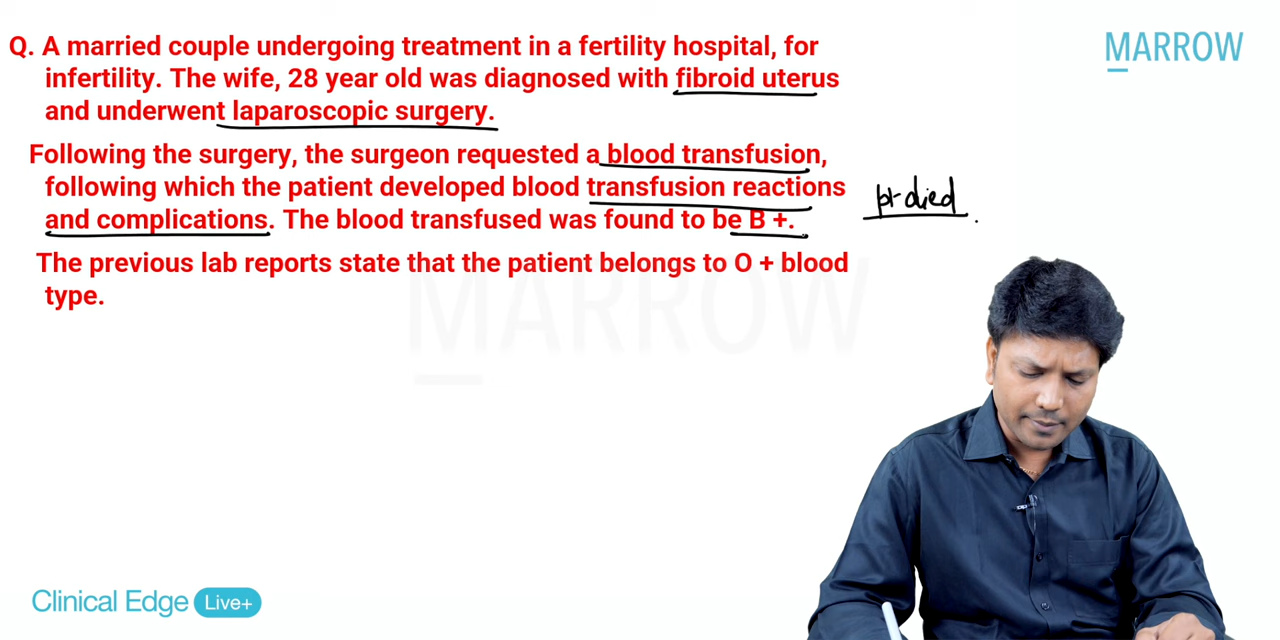 MARROW
Q. A married couple undergoing treatment in a fertility hospital, for
infertility. The wife, 28 year old was diagnosed with fibroid uterus
and underwent laparoscopic surgery.
Following the surgery, the surgeon requested a blood transfusion,
following which the patient developed blood transfusion reactions
and complications. The blood transfused was found to be B +.
pt died.
The previous lab reports state that the patient belongs to O + blood
type.
MARROW
Clinical Edge Live+